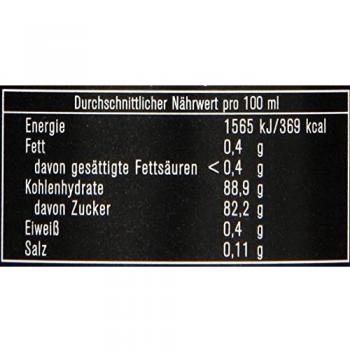 Durchschnittlicher Nährwert pro 100 ml
Energie 1565 kJ/369 kcal
Fett 0,4 g
davon gesättigte Fettsäuren < 0,4 g
Kohlenhydrate 88,9 g
davon Zucker 82,2 g
Eiweiß 0,4 g
Salz 0,11 g